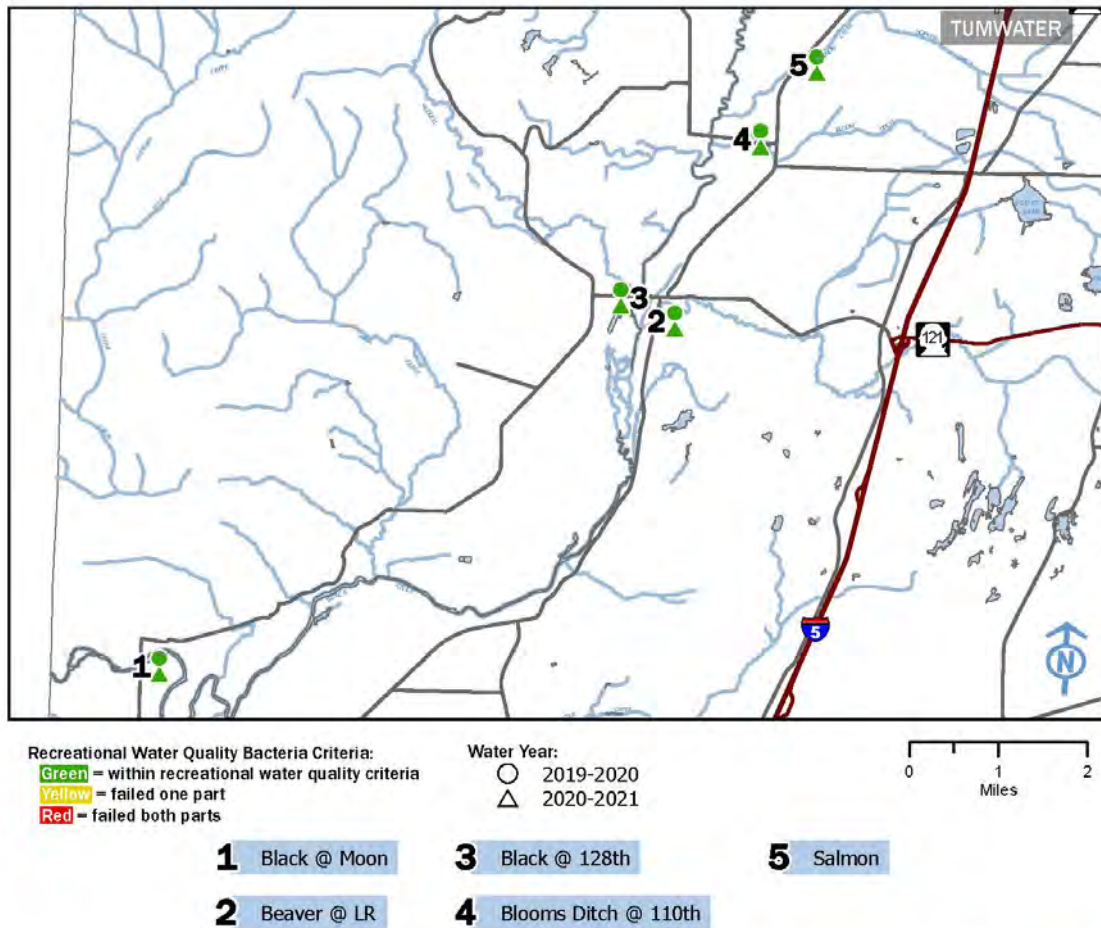 TUMWATER
5
4
3
2
121
5
1
N
Recreational Water Quality Bacteria Criteria:
Green = within recreational water quality criteria
Yellow = failed one part
Red = failed both parts
Water Year:
2019-2020
2020-2021
0 1 2
Miles
1 Black @ Moon
3 Black @ 128th
5 Salmon
2 Beaver @ LR
4 Blooms Ditch @ 110th